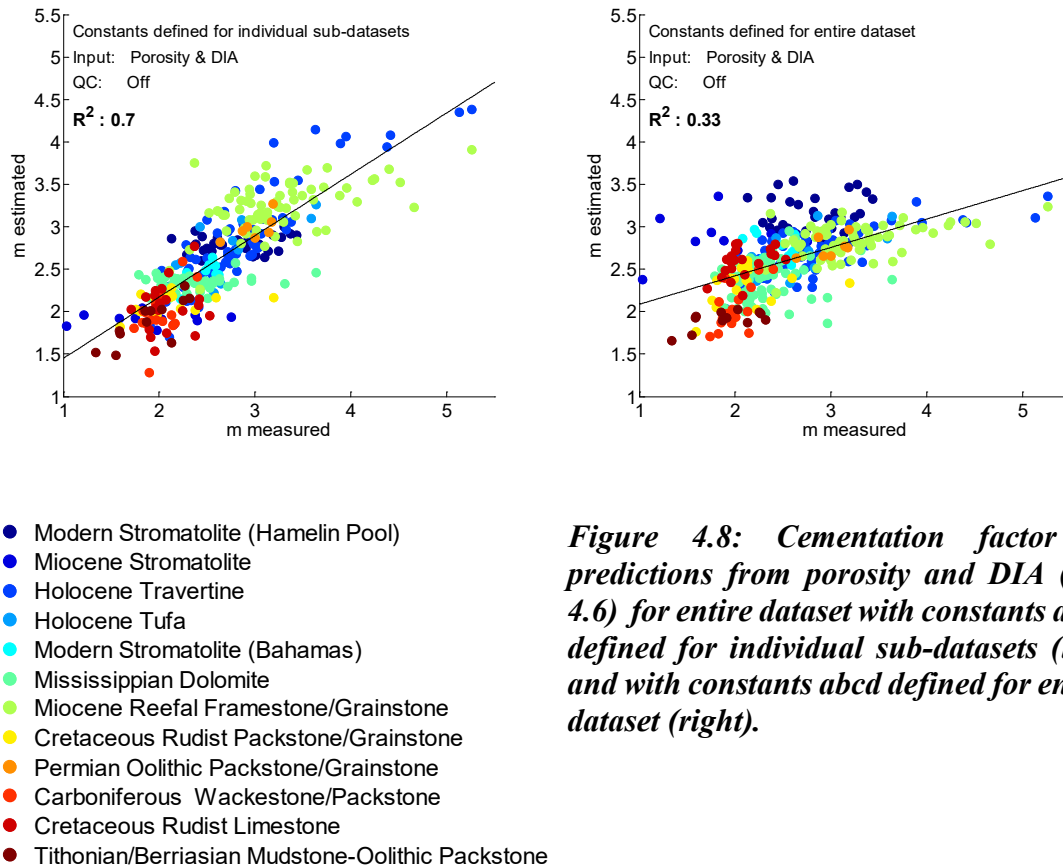 5.5
5
4.5
4
3.5
3
2.5
2
1.5
1
m estimated
Constants defined for individual sub-datasets
Input: Porosity & DIA
QC: Off
R2 : 0.7
1 2 3 4 5
m measured
5.5
5
4.5
4
3.5
3
2.5
2
1.5
1
m estimated
Constants defined for entire dataset
Input: Porosity & DIA
QC: Off
R2 : 0.33
1 2 3 4 5
m measured
Modern Stromatolite (Hamelin Pool)
Miocene Stromatolite
Holocene Travertine
Holocene Tufa
Modern Stromatolite (Bahamas)
Mississippian Dolomite
Miocene Reefal Framestone/Grainstone
Cretaceous Rudist Packstone/Grainstone
Permian Oolithic Packstone/Grainstone
Carboniferous Wackestone/Packstone
Cretaceous Rudist Limestone
Tithonian/Berriasian Mudstone-Oolithic Packstone
Figure 4.8: Cementation factor
predictions from porosity and DIA (
4.6) for entire dataset with constants
defined for individual sub-datasets (
and with constants abcd defined for
dataset (right).